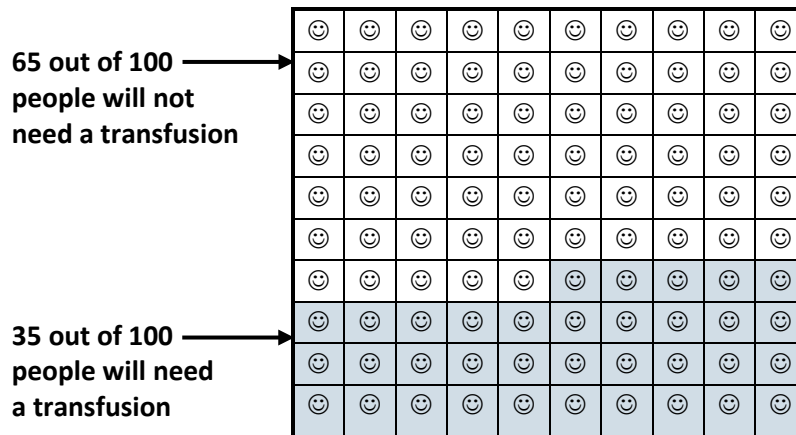 65 out of 100
people will not
need a transfusion
35 out of 100
people will need
a transfusion